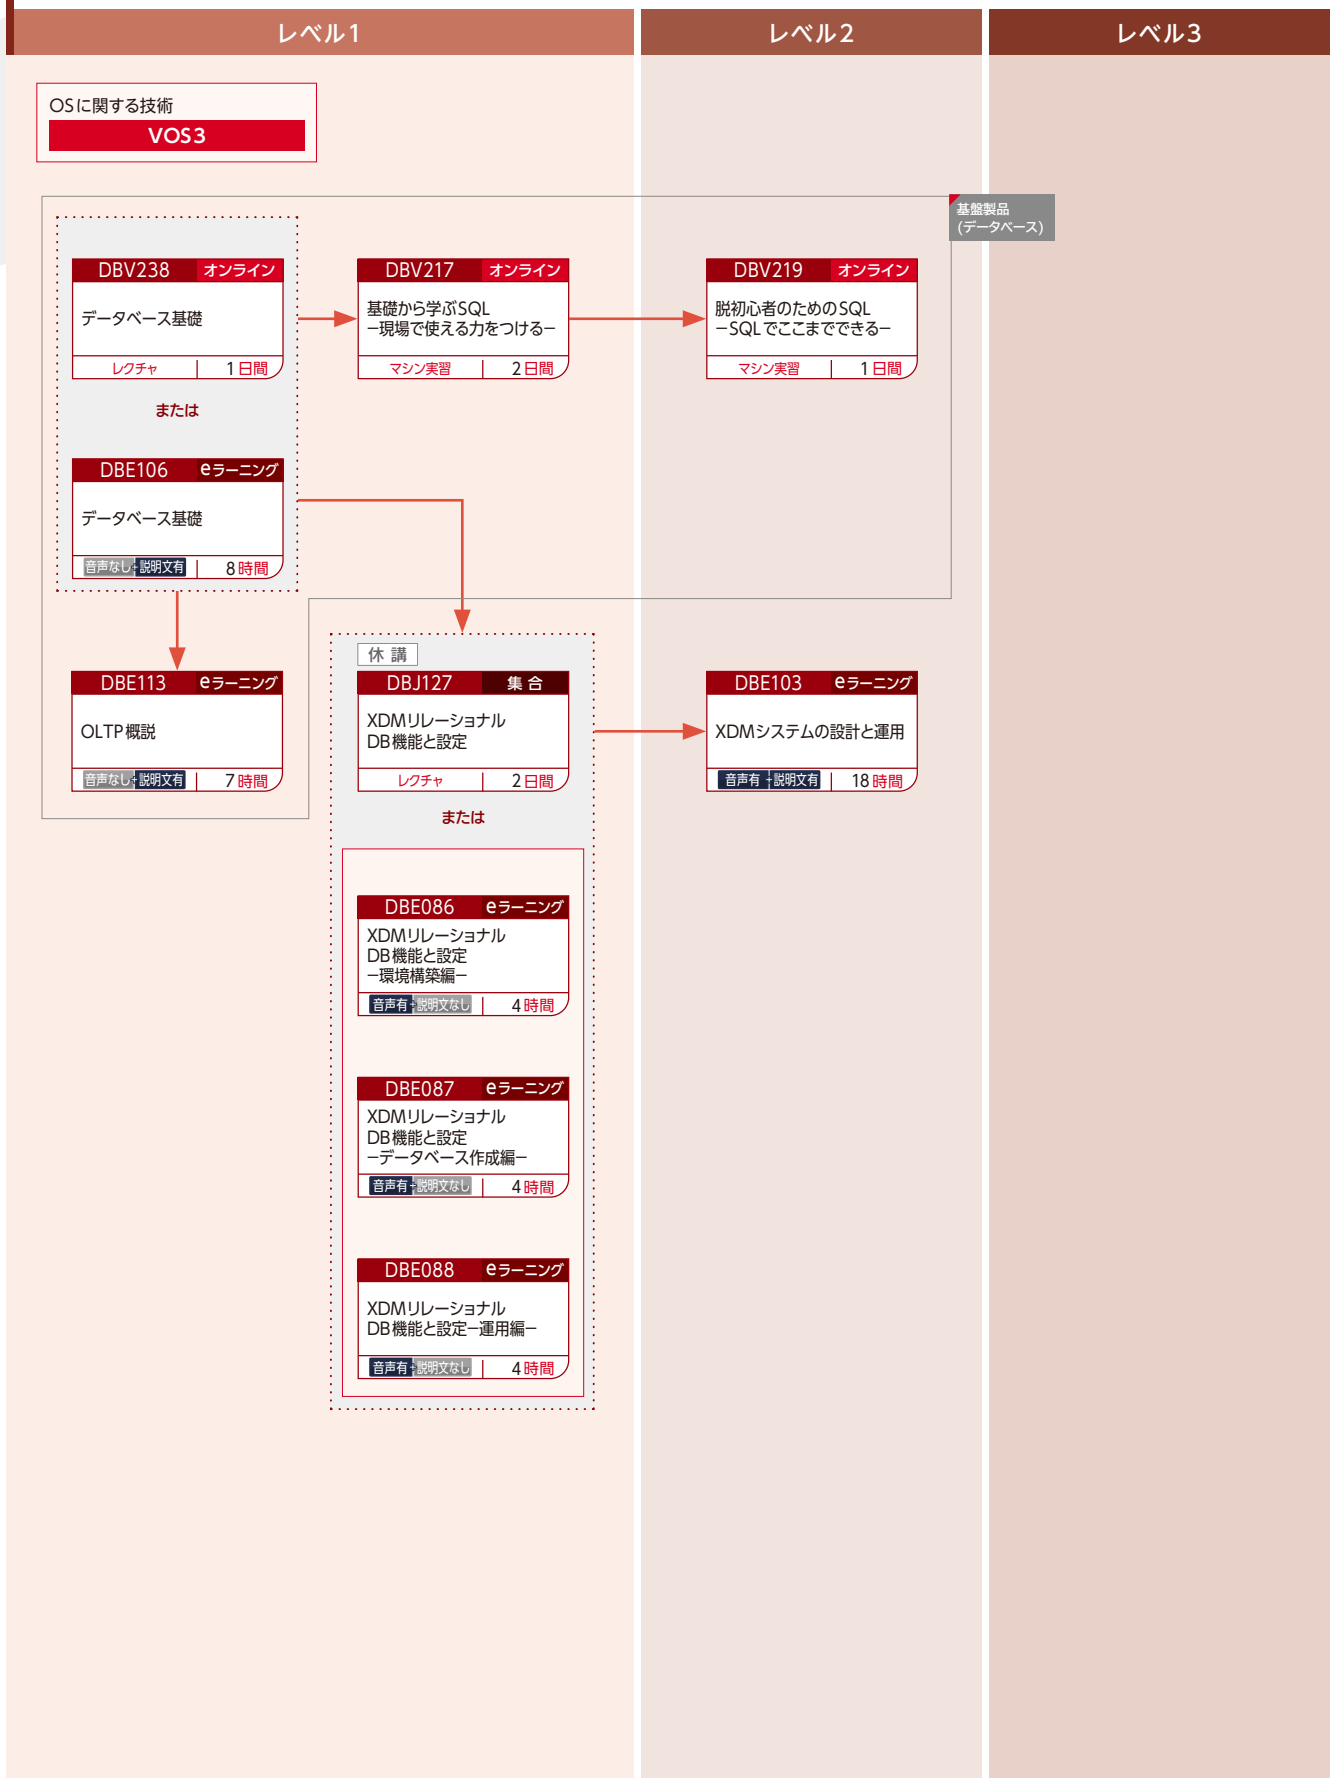 レベル1
レベル2
レベル3
OSに関する技術
VOS3
基盤製品
(データベース)
DBV238 オンライン
データベース基礎
レクチャ 1日間
または
DBE106 eラーニング
データベース基礎
音声なし+説明文有 8時間
DBV217 オンライン
基礎から学ぶSQL
−現場で使える力をつける−
マシン実習 2日間
DBV219 オンライン
脱初心者のためのSQL
−SQLでここまでできる−
マシン実習 1日間
DBE113 eラーニング
OLTP概説
音声なし+説明文有 7時間
休 講
DBJ127 集 合
XDMリレーショナル
DB機能と設定
レクチャ 2日間
または
DBE086 eラーニング
XDMリレーショナル
DB機能と設定
−環境構築編−
音声有+説明文なし 4時間
DBE087 eラーニング
XDMリレーショナル
DB機能と設定
−データベース作成編−
音声有+説明文なし 4時間
DBE088 eラーニング
XDMリレーショナル
DB機能と設定−運用編−
音声有+説明文なし 4時間
DBE103 eラーニング
XDMシステムの設計と運用
音声有+説明文有 18時間